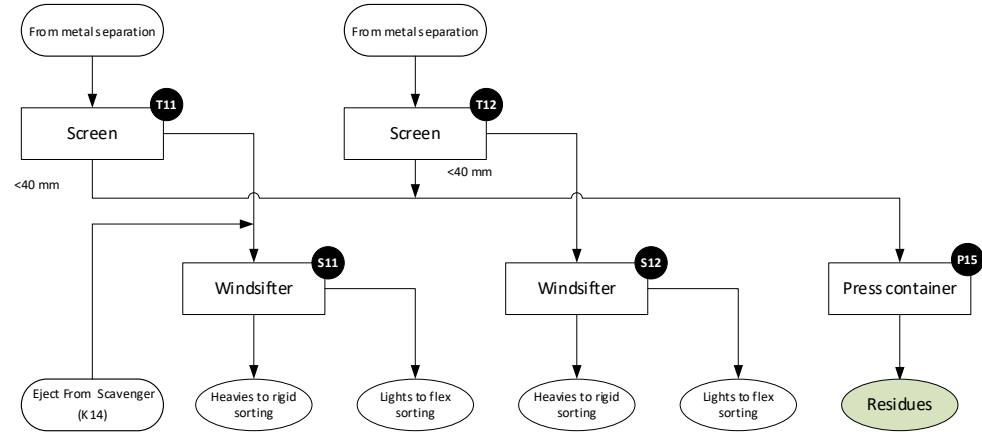 From metal separation
From metal separation
T11
T12
Screen
Screen
<40 mm
<40 mm
S11
S12
P15
Windsifter
Windsifter
Press container
Eject From Scavenger
(K14)
Heavies to rigid
sorting
Lights to flex
sorting
Heavies to rigid
sorting
Lights to flex
sorting
Residues